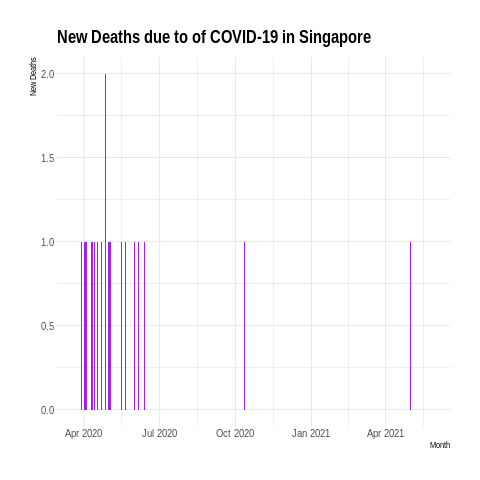 New Deaths due to of COVID-19 in Singapore
New Deaths
2.0
1.5
1.0
0.5
0.0
Apr 2020 Jul 2020 Oct 2020 Jan 2021 Apr 2021
Month